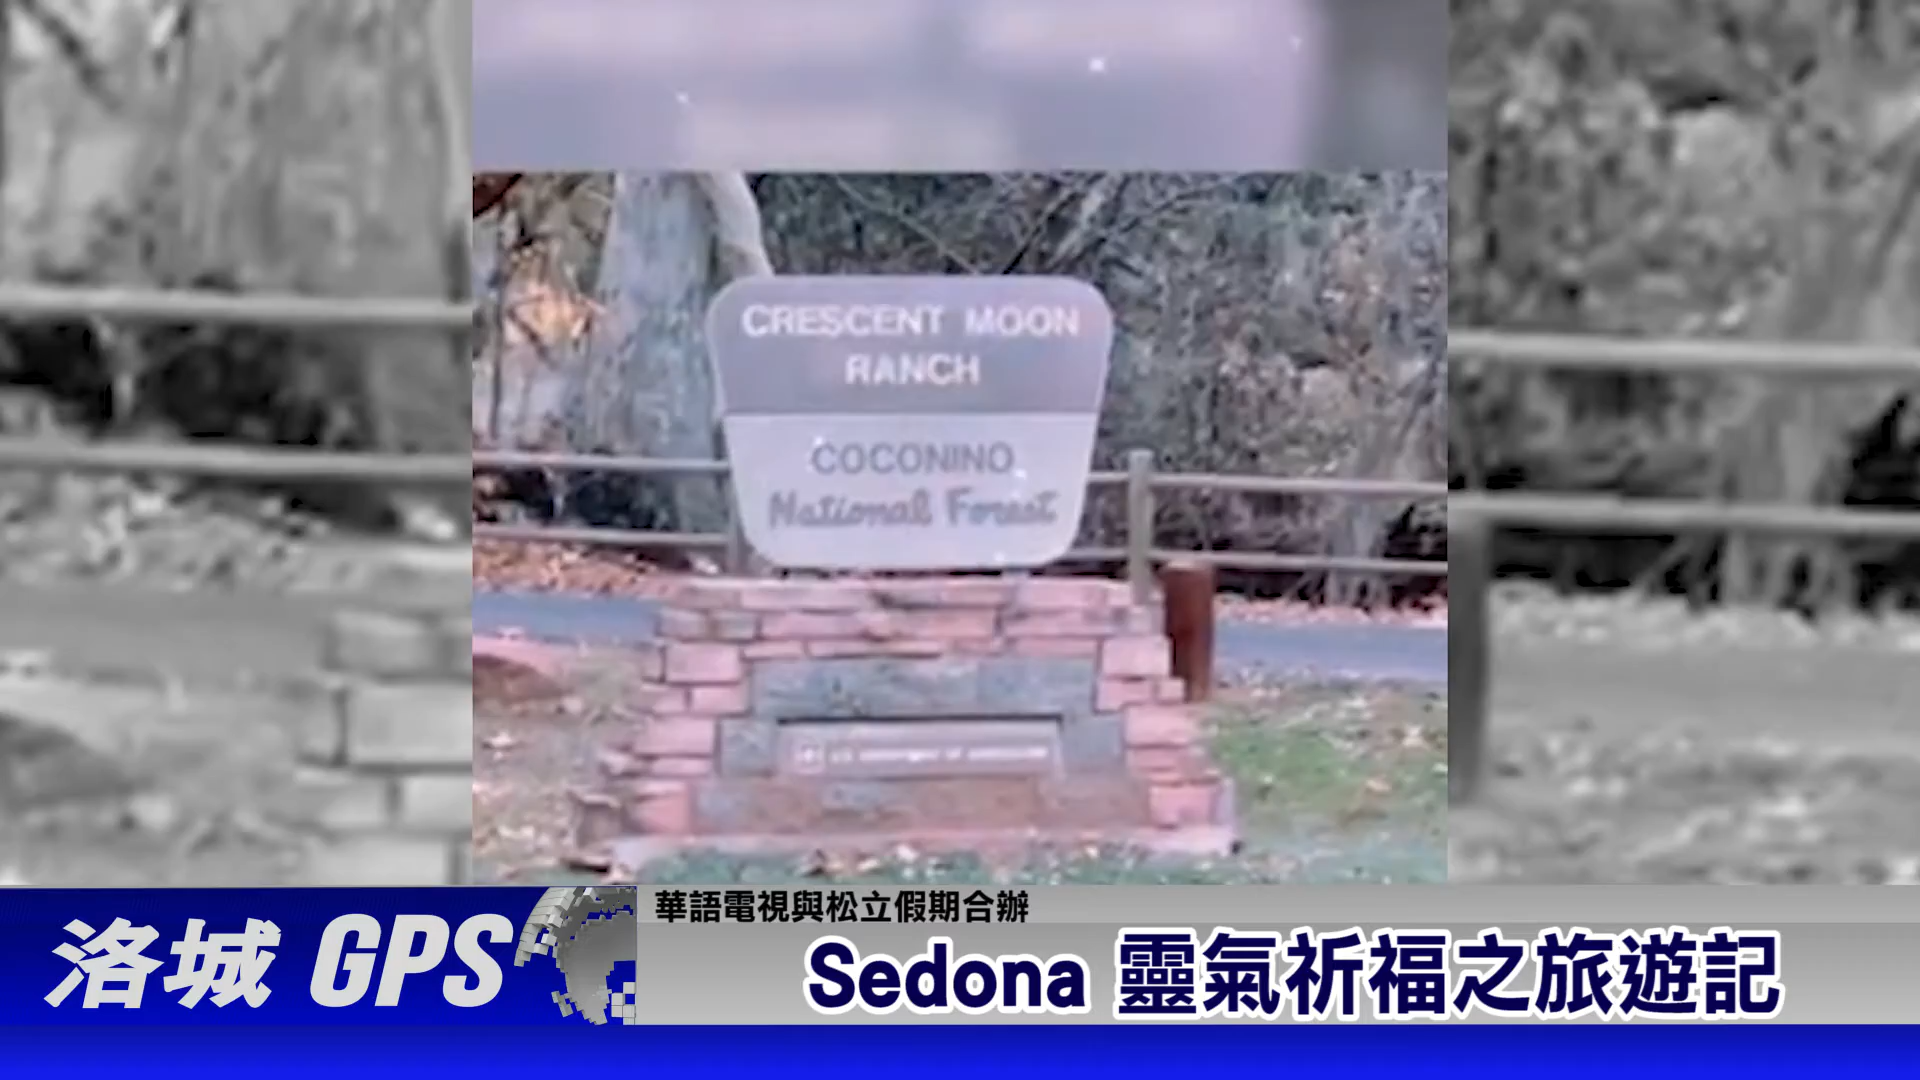 CRESCENT MOON
RANCH
COCONINO
National Forest
華語電視與松立假期合辦
洛城 GPS
Sedona 靈氣祈福之旅遊記